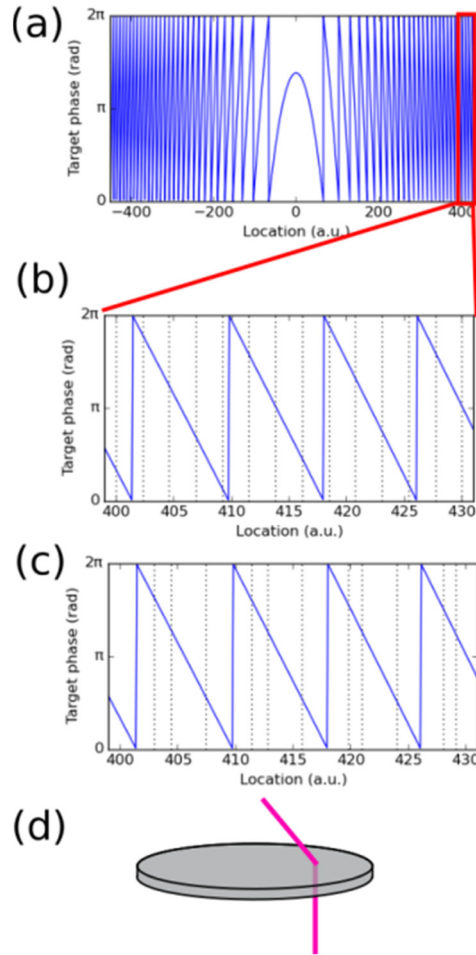 (a)
2π
π
0
Target phase (rad)
−400 −200 0 200 400
Location (a.u.)
(b)
2π
π
0
Target phase (rad)
400 405 410 415 420 425 430
Location (a.u.)
(c)
2π
π
0
Target phase (rad)
400 405 410 415 420 425 430
Location (a.u.)
(d)